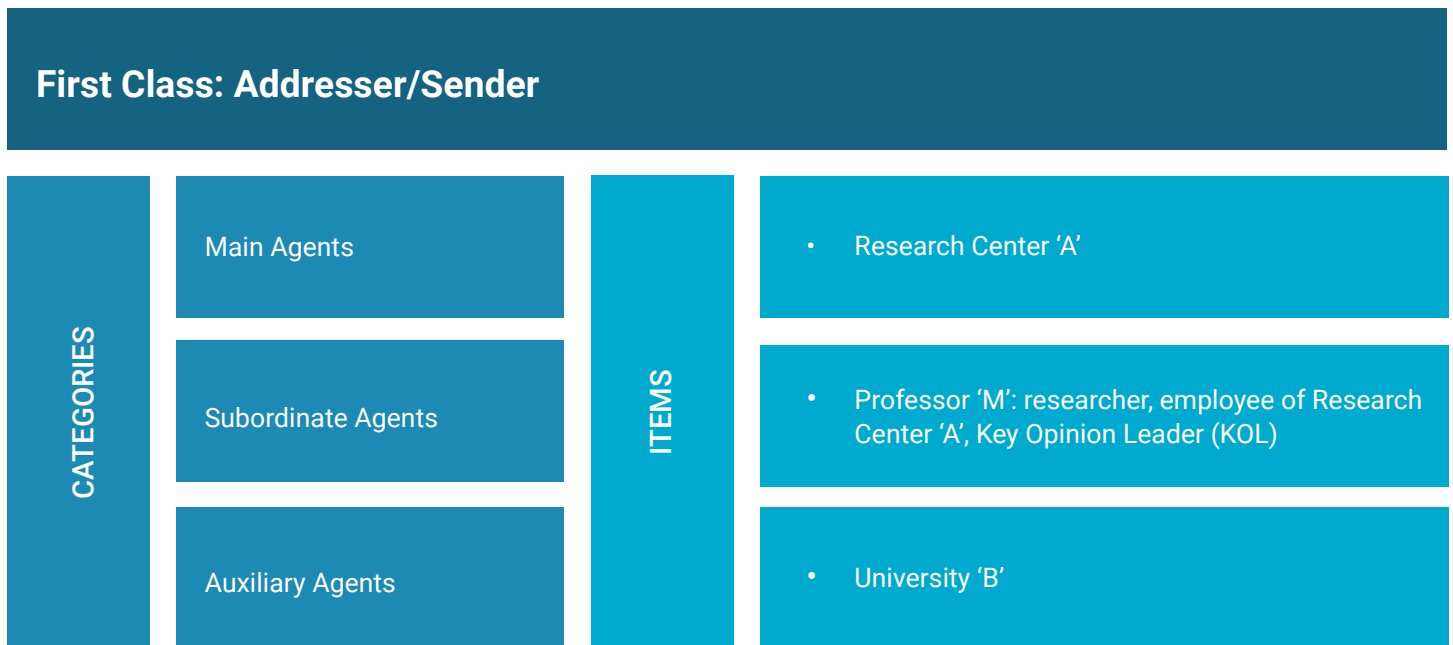 First Class: Addresser/Sender
CATEGORIES
Main Agents
Subordinate Agents
Auxiliary Agents
ITEMS
• Research Center ‘A’
• Professor ‘M’: researcher, employee of Research
Center ‘A’, Key Opinion Leader (KOL)
• University ‘B’